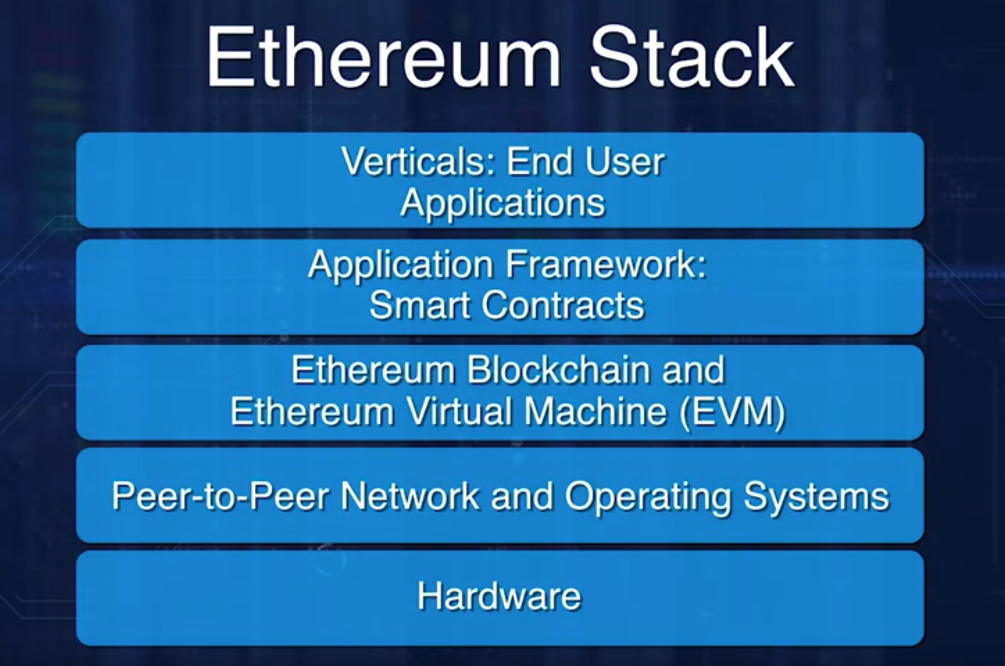 Ethereum Stack
Verticals: End User
Applications
Application Framework:
Smart Contracts
Ethereum Blockchain and
Ethereum Virtual Machine (EVM)
Peer-to-Peer Network and Operating Systems
Hardware